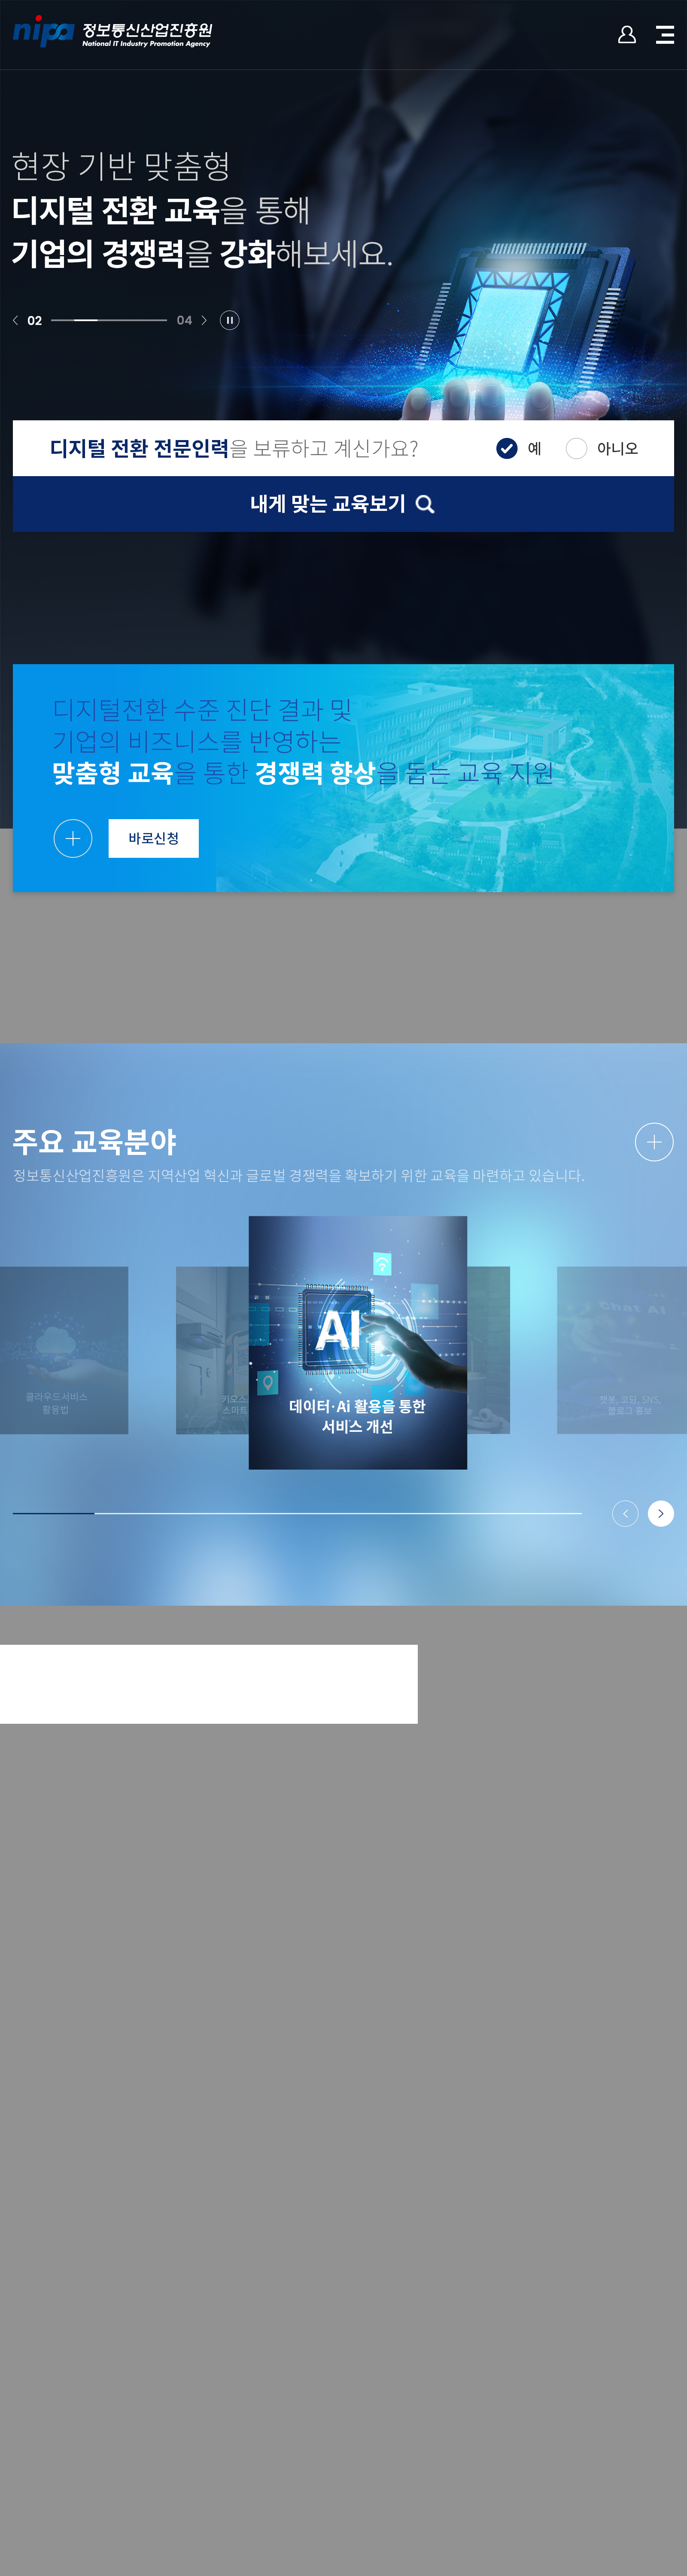 nipa 정보통신산업진흥원
National IT Industry Promotion Agency
현장 기반 맞춤형
디지털 전환 교육을 통해
기업의 경쟁력을 강화해보세요.
02 04
디지털 전환 전문인력을 보류하고 계신가요? 예 아니오
내게 맞는 교육보기
디지털전환 수준 진단 결과 및
기업의 비즈니스를 반영하는
맞춤형 교육을 통한 경쟁력 향상을 돕는 교육 지원
바로신청
주요 교육분야
정보통신산업진흥원은 지역산업 혁신과 글로벌 경쟁력을 확보하기 위한 교육을 마련하고 있습니다.
클라우드서비스
활용법
키오스
스마트
AI
데이터·Ai 활용을 통한
서비스 개선
챗봇, 코딩, SNS,
블로그 홍보